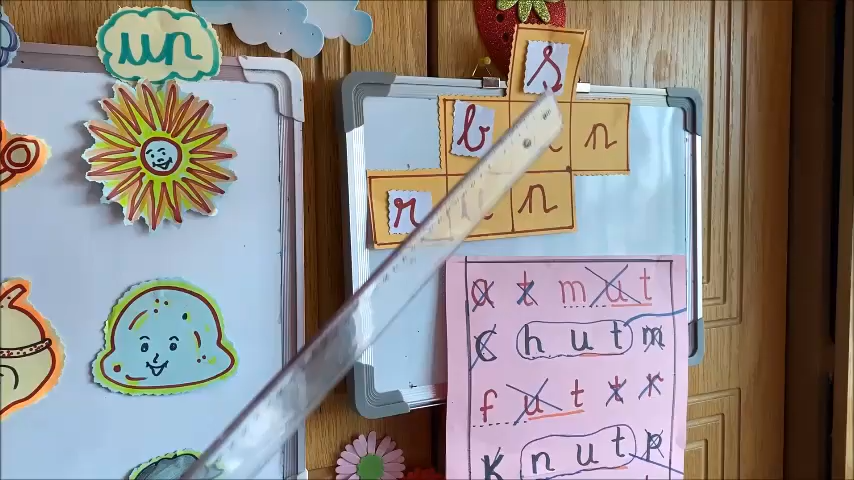 un
s
b n
r u n
a t m u t
c h u t m
f u t t r
k n u t p